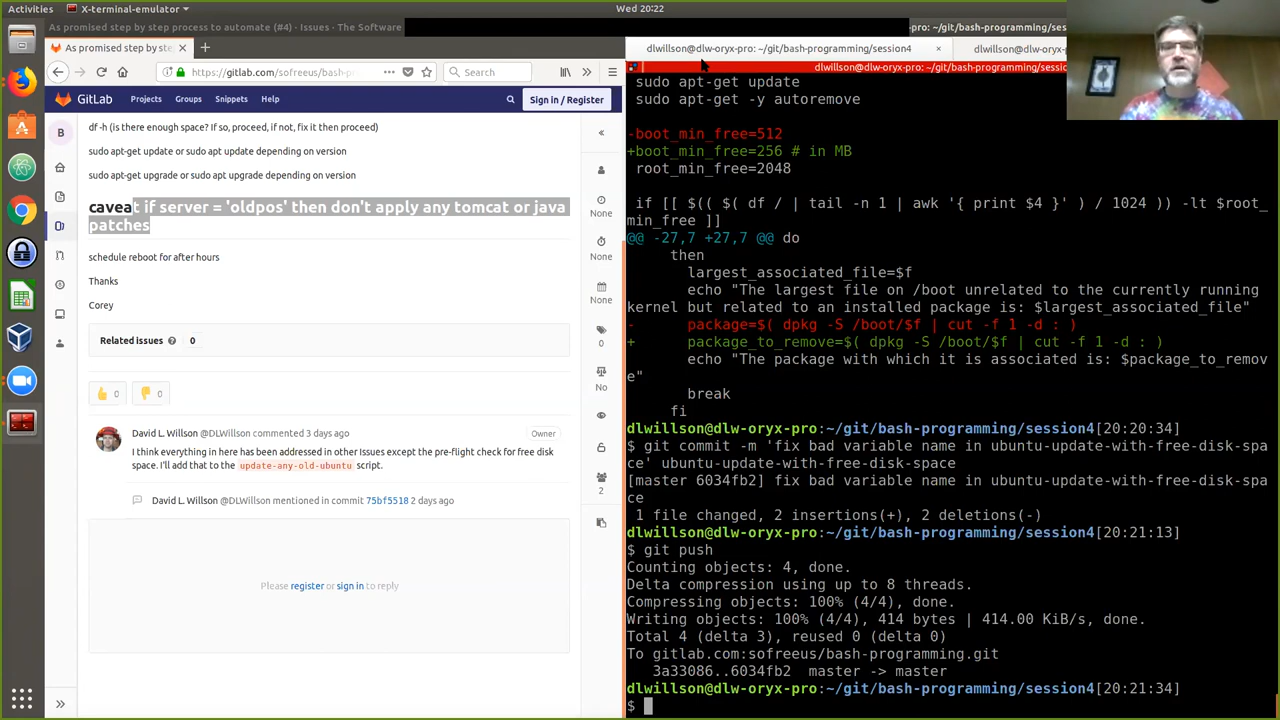 Activities
X-terminal-emulator
Wed 20:22
As promised step by step process to automate (#4) · Issues · The Software
As promised step by ste
dlwillson@dlw-oryx-pro: ~/git/bash-programming/session4
dlwillson@dlw-oryx-pro
https://gitlab.com/sofreeus/bash-p
Search
dlwillson@dlw-oryx-pro: ~/git/bash-programming/sessio
GitLab
Projects
Groups
Snippets
Help
Sign in / Register
B
df -h (is there enough space? If so, proceed, if not, fix it then proceed)
sudo apt-get update or sudo apt update depending on version
sudo apt-get upgrade or sudo apt upgrade depending on version
caveat if server = 'oldpos' then don't apply any tomcat or java
patches
schedule reboot for after hours
Thanks
Corey
Related issues
0
0
0
David L. Willson @DLWillson commented 3 days ago
Owner
I think everything in here has been addressed in other Issues except the pre-flight check for free disk
space. I'll add that to the update-any-old-ubuntu script.
David L. Willson @DLWillson mentioned in commit 75bf5518 2 days ago
Please register or sign in to reply
None
None
None
0
No
2
sudo apt-get update
sudo apt-get -y autoremove
-boot_min_free=512
+boot_min_free=256 # in MB
root_min_free=2048
if [[ $(( $( df / | tail -n 1 | awk '{ print $4 }' ) / 1024 )) -lt $root_
min_free ]]
@@ -27,7 +27,7 @@ do
then
largest_associated_file=$f
echo "The largest file on /boot unrelated to the currently running
kernel but related to an installed package is: $largest_associated_file"
- package=$( dpkg -S /boot/$f | cut -f 1 -d : )
+ package_to_remove=$( dpkg -S /boot/$f | cut -f 1 -d : )
echo "The package with which it is associated is: $package_to_remov
e"
break
fi
dlwillson@dlw-oryx-pro:~/git/bash-programming/session4[20:20:34]
$ git commit -m 'fix bad variable name in ubuntu-update-with-free-disk-spa
ce' ubuntu-update-with-free-disk-space
[master 6034fb2] fix bad variable name in ubuntu-update-with-free-disk-spa
ce
1 file changed, 2 insertions(+), 2 deletions(-)
dlwillson@dlw-oryx-pro:~/git/bash-programming/session4[20:21:13]
$ git push
Counting objects: 4, done.
Delta compression using up to 8 threads.
Compressing objects: 100% (4/4), done.
Writing objects: 100% (4/4), 414 bytes | 414.00 KiB/s, done.
Total 4 (delta 3), reused 0 (delta 0)
To gitlab.com:sofreeus/bash-programming.git
3a33086..6034fb2 master -> master
dlwillson@dlw-oryx-pro:~/git/bash-programming/session4[20:21:34]
$